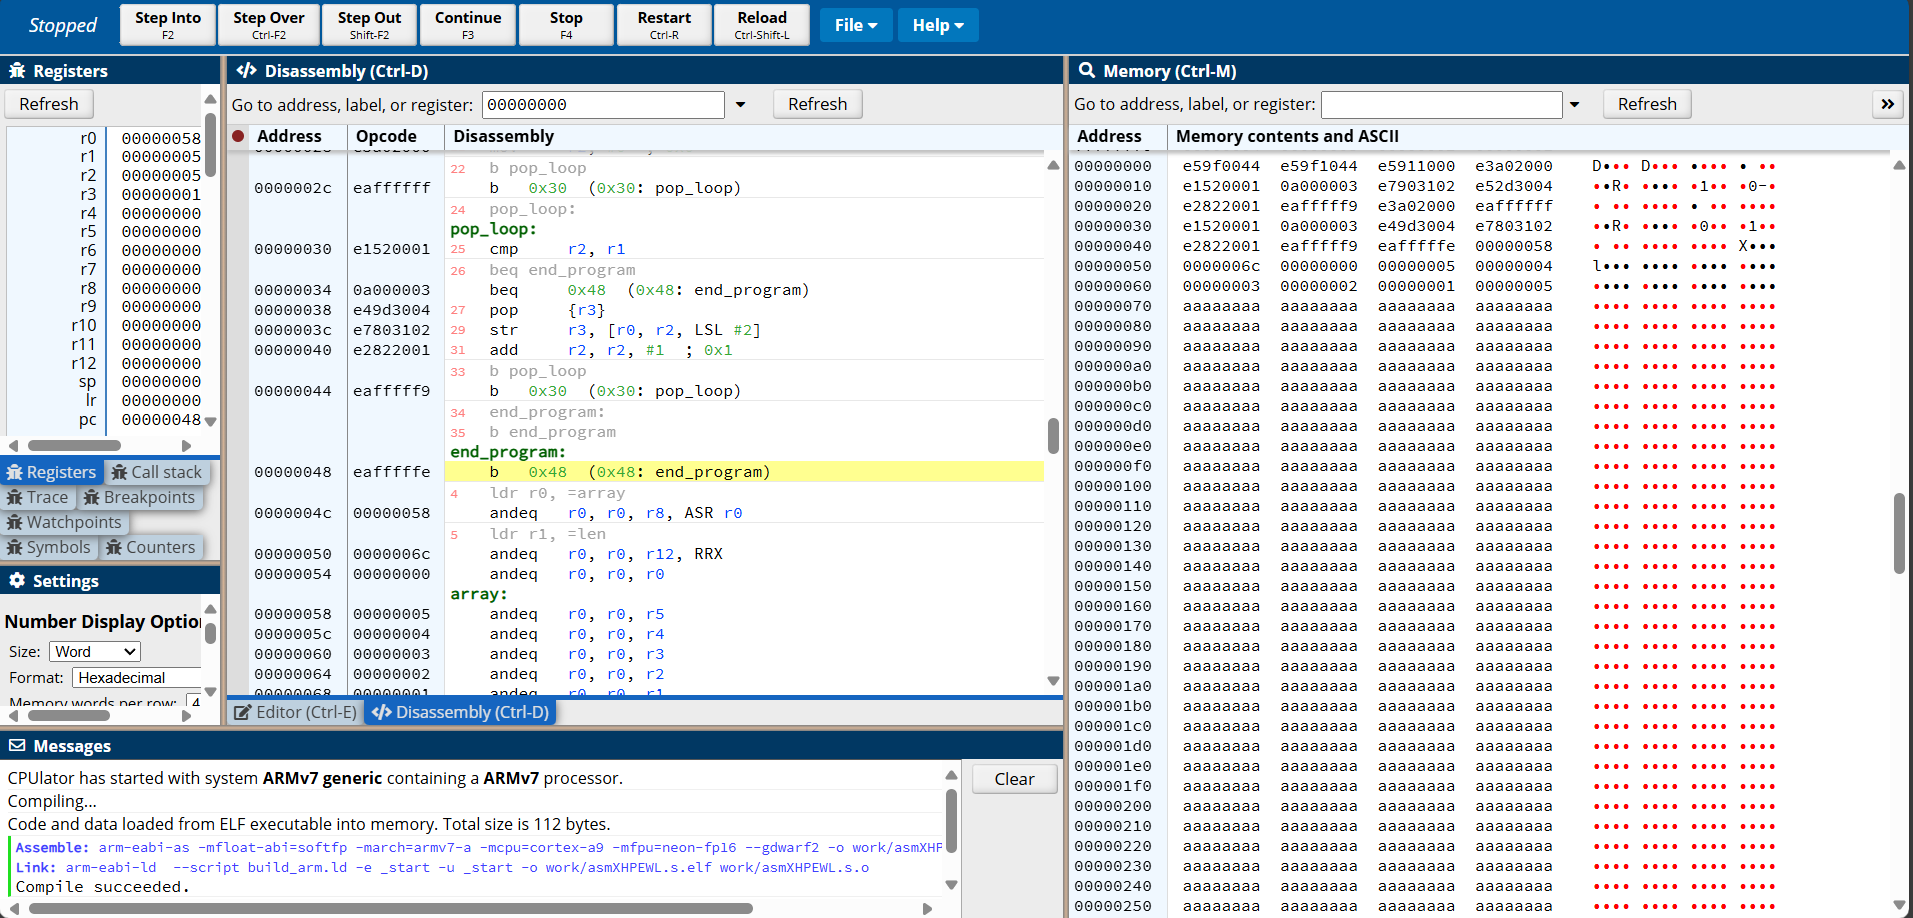 Stopped
Step Into
F2
Step Over
Ctrl-F2
Step Out
Shift-F2
Continue
F3
Stop
F4
Restart
Ctrl-R
Reload
Ctrl-Shift-L
File
Help
Registers
Refresh
r0 00000058
r1 00000005
r2 00000005
r3 00000001
r4 00000000
r5 00000000
r6 00000000
r7 00000000
r8 00000000
r9 00000000
r10 00000000
r11 00000000
r12 00000000
sp 00000000
lr 00000000
pc 00000048
Registers Call stack
Trace Breakpoints
Watchpoints
Symbols Counters
Settings
Number Display Optio
Size: Word
Format: Hexadecimal
Memory words per row: 4
Disassembly (Ctrl-D)
Go to address, label, or register: 00000000 Refresh
Address Opcode Disassembly
22 b pop_loop
0000002c eaffffff b 0x30 (0x30: pop_loop)
24 pop_loop:
pop_loop:
00000030 e1520001 25 cmp r2, r1
26 beq end_program
00000034 0a000003 beq 0x48 (0x48: end_program)
00000038 e49d3004 27 pop {r3}
0000003c e7803102 29 str r3, [r0, r2, LSL #2]
00000040 e2822001 31 add r2, r2, #1 ; 0x1
33 b pop_loop
00000044 eafffff9 b 0x30 (0x30: pop_loop)
34 end_program:
35 b end_program
end_program:
00000048 eafffffe b 0x48 (0x48: end_program)
4 ldr r0, =array
0000004c 00000058 andeq r0, r0, r8, ASR r0
5 ldr r1, =len
00000050 0000006c andeq r0, r0, r12, RRX
00000054 00000000 andeq r0, r0, r0
array:
00000058 00000005 andeq r0, r0, r5
0000005c 00000004 andeq r0, r0, r4
00000060 00000003 andeq r0, r0, r3
00000064 00000002 andeq r0, r0, r2
00000068 00000001 andeq r0, r0, r1
Editor (Ctrl-E) Disassembly (Ctrl-D)
Messages
CPUlator has started with system ARMv7 generic containing a ARMv7 processor.
Compiling...
Code and data loaded from ELF executable into memory. Total size is 112 bytes.
Assemble: arm-eabi-as -mfloat-abi=softfp -march=armv7-a -mcpu=cortex-a9 -mfpu=neon-fp16 --gdwarf2 -o work/asmXHP
Link: arm-eabi-ld --script build_arm.ld -e _start -u _start -o work/asmXHPEWL.s.elf work/asmXHPEWL.s.o
Compile succeeded.
Clear
Memory (Ctrl-M)
Go to address, label, or register: Refresh
Address Memory contents and ASCII
00000000 e59f0044 e59f1044 e5911000 e3a02000 D••• D••• •••• • ••
00000010 e1520001 0a000003 e7903102 e52d3004 ••R• •••• •1•• •0-•
00000020 e2822001 eafffff9 e3a02000 eaffffff • •• •••• • •• ••••
00000030 e1520001 0a000003 e49d3004 e7803102 ••R• •••• •0•• •1••
00000040 e2822001 eafffff9 eafffffe 00000058 • •• •••• •••• X•••
00000050 0000006c 00000000 00000005 00000004 l••• •••• •••• ••••
00000060 00000003 00000002 00000001 00000005 •••• •••• •••• ••••
00000070 aaaaaaaa aaaaaaaa aaaaaaaa aaaaaaaa •••• •••• •••• ••••
00000080 aaaaaaaa aaaaaaaa aaaaaaaa aaaaaaaa •••• •••• •••• ••••
00000090 aaaaaaaa aaaaaaaa aaaaaaaa aaaaaaaa •••• •••• •••• ••••
000000a0 aaaaaaaa aaaaaaaa aaaaaaaa aaaaaaaa •••• •••• •••• ••••
000000b0 aaaaaaaa aaaaaaaa aaaaaaaa aaaaaaaa •••• •••• •••• ••••
000000c0 aaaaaaaa aaaaaaaa aaaaaaaa aaaaaaaa •••• •••• •••• ••••
000000d0 aaaaaaaa aaaaaaaa aaaaaaaa aaaaaaaa •••• •••• •••• ••••
000000e0 aaaaaaaa aaaaaaaa aaaaaaaa aaaaaaaa •••• •••• •••• ••••
000000f0 aaaaaaaa aaaaaaaa aaaaaaaa aaaaaaaa •••• •••• •••• ••••
00000100 aaaaaaaa aaaaaaaa aaaaaaaa aaaaaaaa •••• •••• •••• ••••
00000110 aaaaaaaa aaaaaaaa aaaaaaaa aaaaaaaa •••• •••• •••• ••••
00000120 aaaaaaaa aaaaaaaa aaaaaaaa aaaaaaaa •••• •••• •••• ••••
00000130 aaaaaaaa aaaaaaaa aaaaaaaa aaaaaaaa •••• •••• •••• ••••
00000140 aaaaaaaa aaaaaaaa aaaaaaaa aaaaaaaa •••• •••• •••• ••••
00000150 aaaaaaaa aaaaaaaa aaaaaaaa aaaaaaaa •••• •••• •••• ••••
00000160 aaaaaaaa aaaaaaaa aaaaaaaa aaaaaaaa •••• •••• •••• ••••
00000170 aaaaaaaa aaaaaaaa aaaaaaaa aaaaaaaa •••• •••• •••• ••••
00000180 aaaaaaaa aaaaaaaa aaaaaaaa aaaaaaaa •••• •••• •••• ••••
00000190 aaaaaaaa aaaaaaaa aaaaaaaa aaaaaaaa •••• •••• •••• ••••
000001a0 aaaaaaaa aaaaaaaa aaaaaaaa aaaaaaaa •••• •••• •••• ••••
000001b0 aaaaaaaa aaaaaaaa aaaaaaaa aaaaaaaa •••• •••• •••• ••••
000001c0 aaaaaaaa aaaaaaaa aaaaaaaa aaaaaaaa •••• •••• •••• ••••
000001d0 aaaaaaaa aaaaaaaa aaaaaaaa aaaaaaaa •••• •••• •••• ••••
000001e0 aaaaaaaa aaaaaaaa aaaaaaaa aaaaaaaa •••• •••• •••• ••••
000001f0 aaaaaaaa aaaaaaaa aaaaaaaa aaaaaaaa •••• •••• •••• ••••
00000200 aaaaaaaa aaaaaaaa aaaaaaaa aaaaaaaa •••• •••• •••• ••••
00000210 aaaaaaaa aaaaaaaa aaaaaaaa aaaaaaaa •••• •••• •••• ••••
00000220 aaaaaaaa aaaaaaaa aaaaaaaa aaaaaaaa •••• •••• •••• ••••
00000230 aaaaaaaa aaaaaaaa aaaaaaaa aaaaaaaa •••• •••• •••• ••••
00000240 aaaaaaaa aaaaaaaa aaaaaaaa aaaaaaaa •••• •••• •••• ••••
00000250 aaaaaaaa aaaaaaaa aaaaaaaa aaaaaaaa •••• •••• •••• ••••